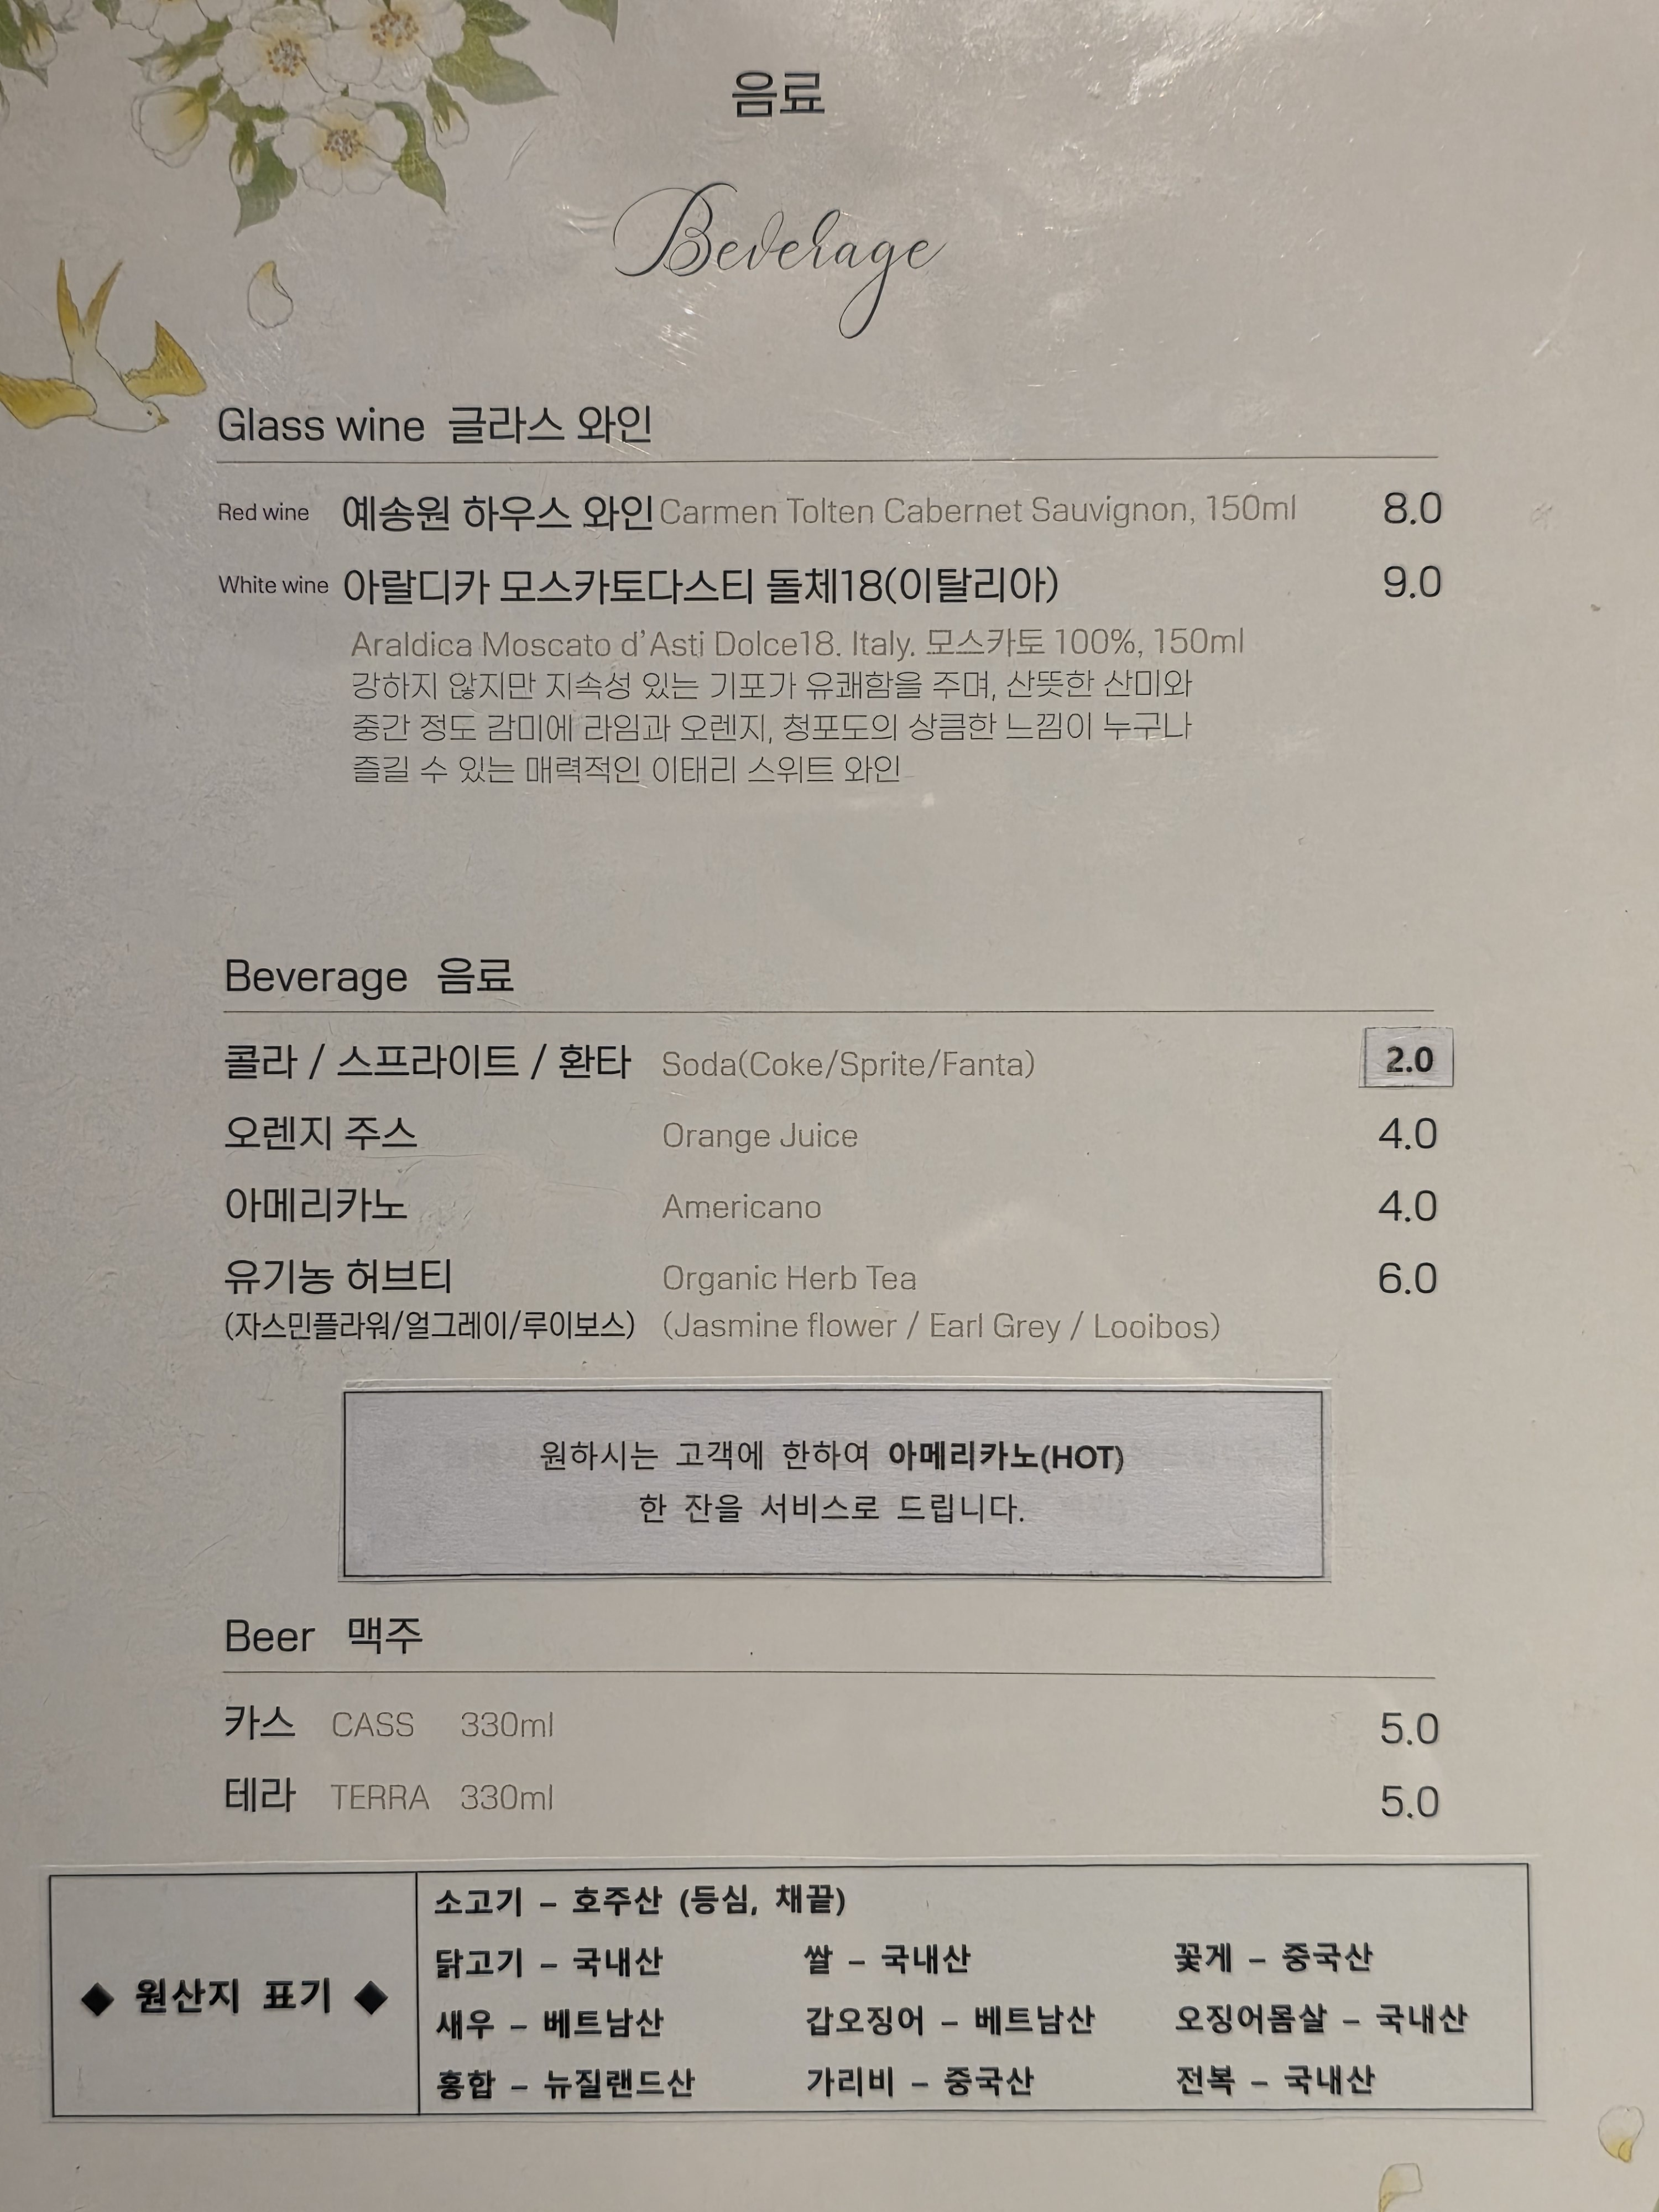 음료
Beverage
Glass wine 글라스 와인
Red wine 예송원 하우스 와인 Carmen Tolten Cabernet Sauvignon, 150ml 8.0
White wine 아랄디카 모스카토다스티 돌체18(이탈리아) 9.0
Araldica Moscato d'Asti Dolce18. Italy. 모스카토 100%, 150ml
강하지 않지만 지속성 있는 기포가 유쾌함을 주며, 산뜻한 산미와
중간 정도 감미에 라임과 오렌지, 청포도의 상큼한 느낌이 누구나
즐길 수 있는 매력적인 이태리 스위트 와인
Beverage 음료
콜라 / 스프라이트 / 환타 Soda(Coke/Sprite/Fanta) 2.0
오렌지 주스 Orange Juice 4.0
아메리카노 Americano 4.0
유기농 허브티 Organic Herb Tea 6.0
(자스민플라워/얼그레이/루이보스) (Jasmine flower / Earl Grey / Looibos)
원하시는 고객에 한하여 아메리카노(HOT)
한 잔을 서비스로 드립니다.
Beer 맥주
카스 CASS 330ml 5.0
테라 TERRA 330ml 5.0
◆ 원산지 표기 ◆
소고기 – 호주산 (등심, 채끝)
닭고기 – 국내산 쌀 – 국내산 꽃게 – 중국산
새우 – 베트남산 갑오징어 – 베트남산 오징어몸살 – 국내산
홍합 – 뉴질랜드산 가리비 – 중국산 전복 – 국내산